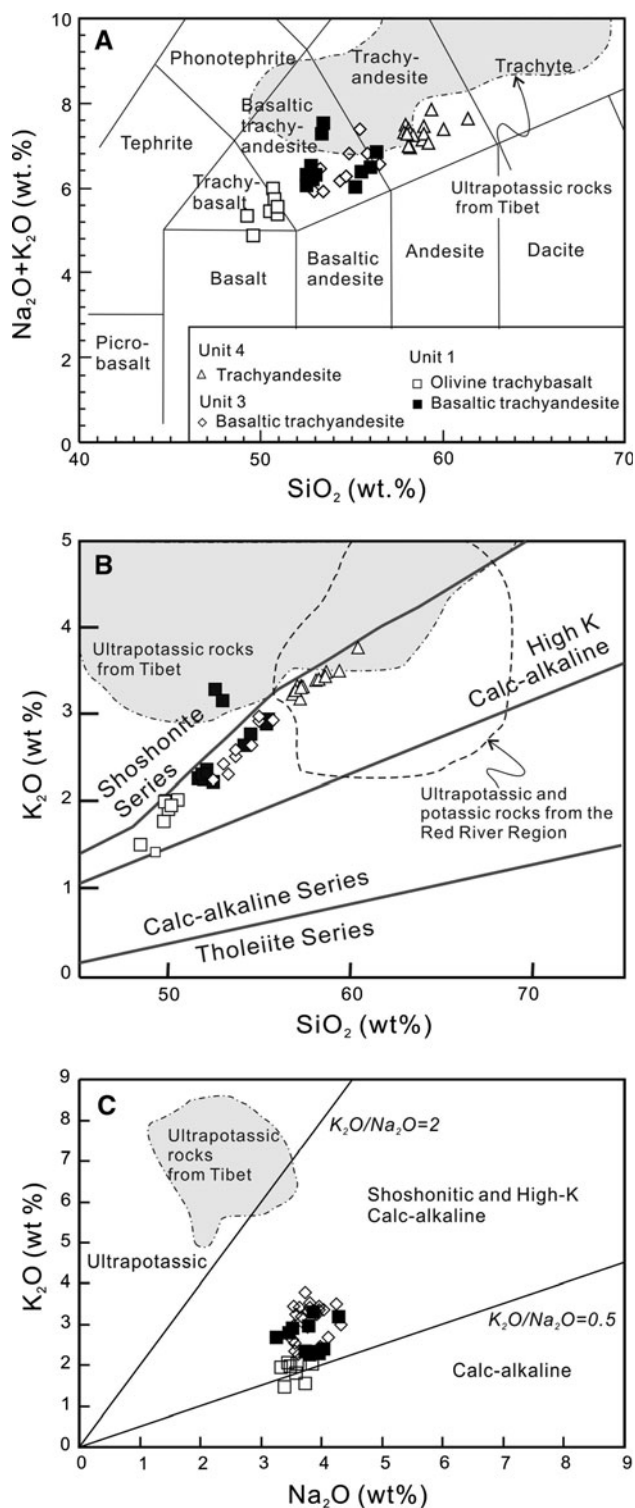 A
10
8
6
4
2
0
Na₂O+K₂O (wt.%)
Phonotephrite
Trachy-
andesite
Trachyte
Basaltic
trachy-
andesite
Tephrite
Trachy-
basalt
Ultrapotassic rocks
from Tibet
Basalt
Basaltic
andesite
Andesite
Dacite
Picro-
basalt
Unit 4
Trachyandesite
Unit 3
Basaltic trachyandesite
Unit 1
Olivine trachybasalt
Basaltic trachyandesite
40
50
60
70
SiO₂ (wt.%)
B
5
4
3
2
1
0
K₂O (wt %)
Ultrapotassic rocks
from Tibet
High K
Calc-alkaline
Shoshonite
Series
Ultrapotassic and
potassic rocks from the
Red River Region
Calc-alkaline Series
Tholeiite Series
50
60
70
SiO₂ (wt%)
C
9
8
7
6
5
4
3
2
1
0
K₂O (wt %)
Ultrapotassic
rocks
from Tibet
K₂O/Na₂O=2
Shoshonitic and High-K
Calc-alkaline
Ultrapotassic
K₂O/Na₂O=0.5
Calc-alkaline
0 1 2 3 4 5 6 7 8 9
Na₂O (wt%)